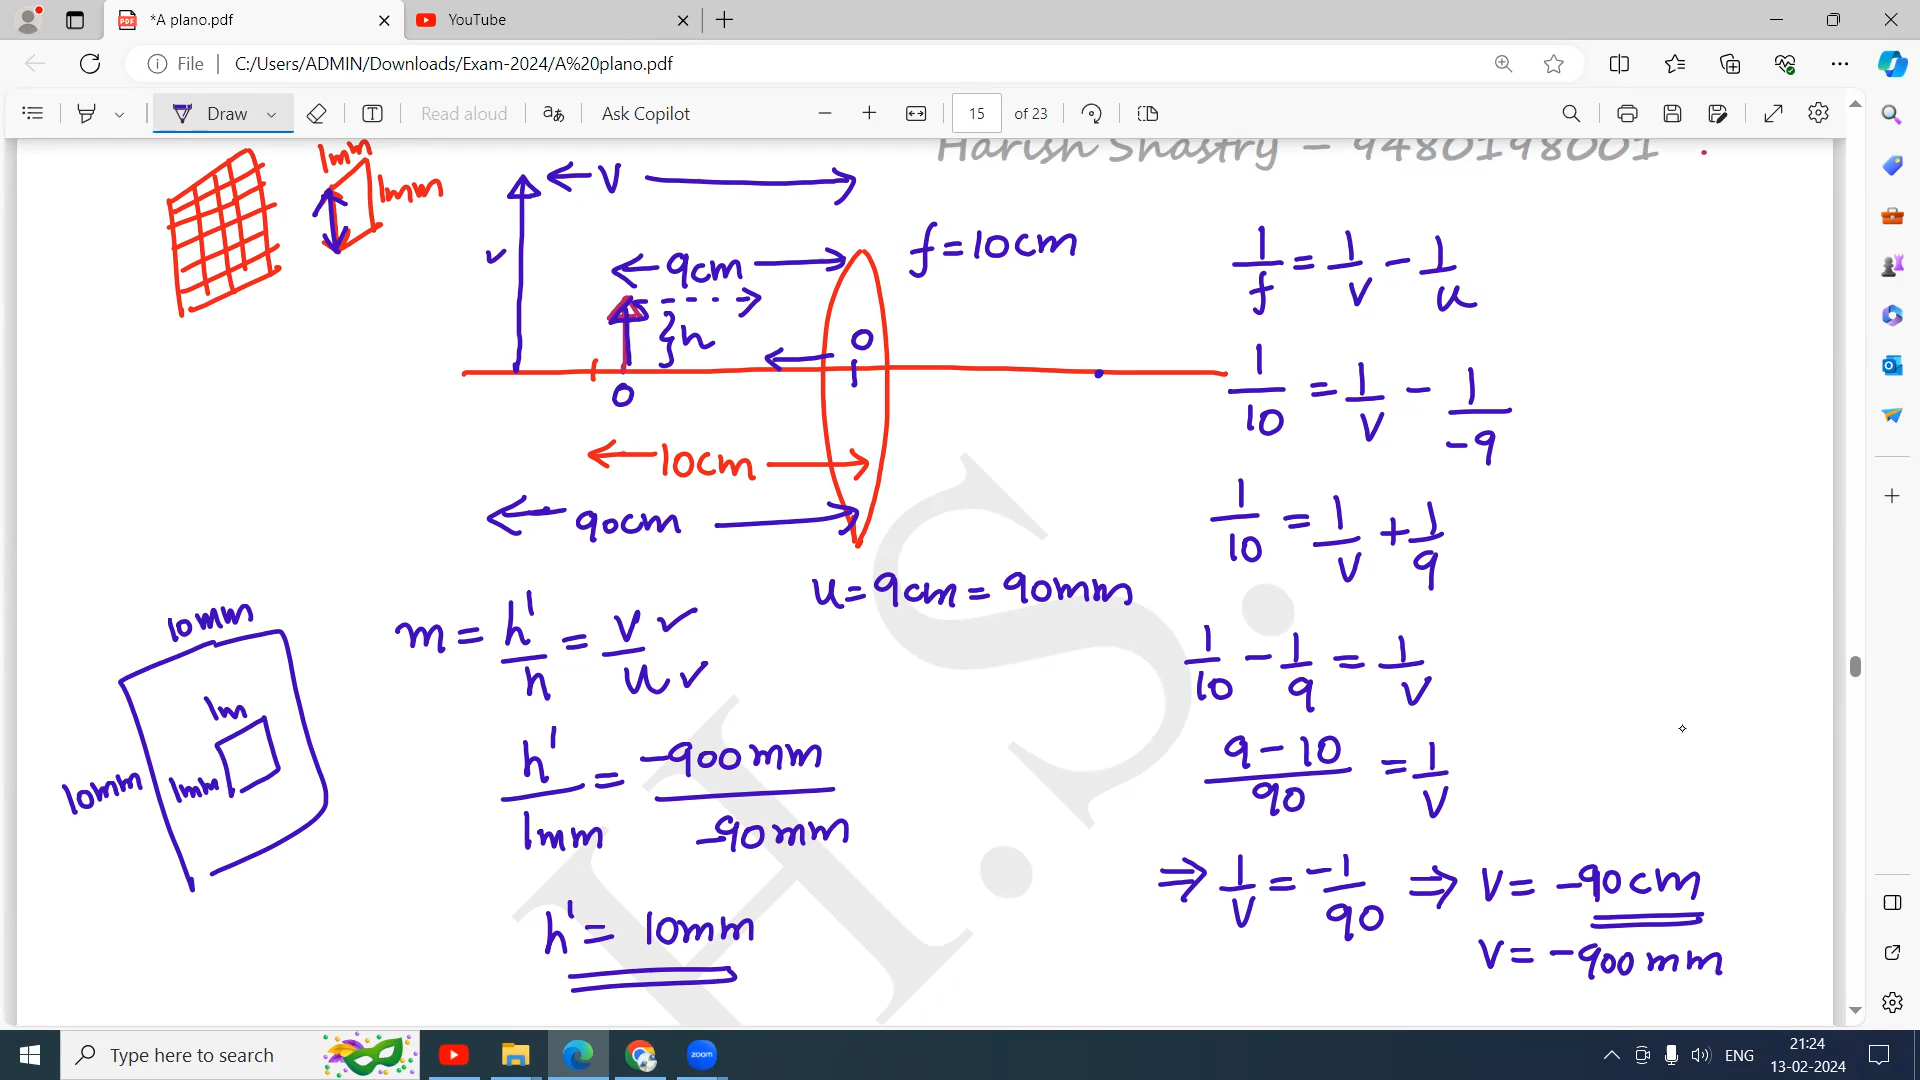 *A plano.pdf
YouTube
File | C:/Users/ADMIN/Downloads/Exam-2024/A%20plano.pdf
Draw
Read aloud
Ask Copilot
15 of 23
Harish Shastry - 9480198001
1mm
1mm
V
9cm
f=10cm
}h
O
O
10cm
90cm
u=9cm=90mm
10mm
10mm
1m
1mm
m = h'/h = v/u
h'/1mm = -900mm/-90mm
h' = 10mm
1/f = 1/v - 1/u
1/10 = 1/v - 1/-9
1/10 = 1/v + 1/9
1/10 - 1/9 = 1/v
9-10/90 = 1/v
⇒ 1/v = -1/90 ⇒ v = -90cm
v = -900mm
H.S.
Type here to search
zoom
ENG
21:24
13-02-2024